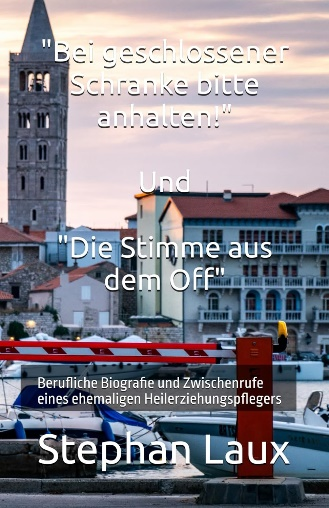 "Bei geschlossener
Schranke bitte
anhalten!"
Und
"Die Stimme aus
dem Off"
Berufliche Biografie und Zwischenrufe
eines ehemaligen Heilerziehungspflegers
Stephan Laux